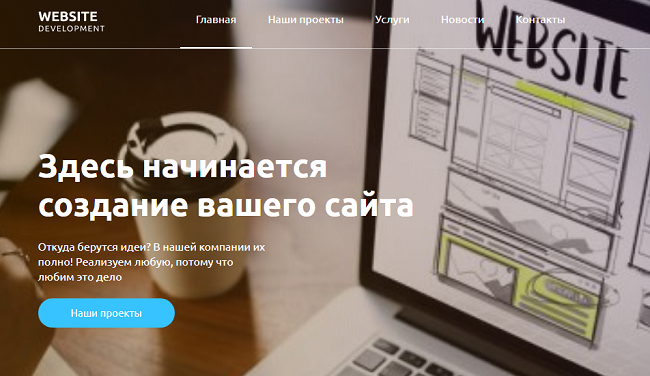 WEBSITE
DEVELOPMENT
Главная Наши проекты Услуги Новости Контакты
WEBSITE
Здесь начинается
создание вашего сайта
Откуда берутся идеи? В нашей компании их
полно! Реализуем любую, потому что
любим это дело
Наши проекты